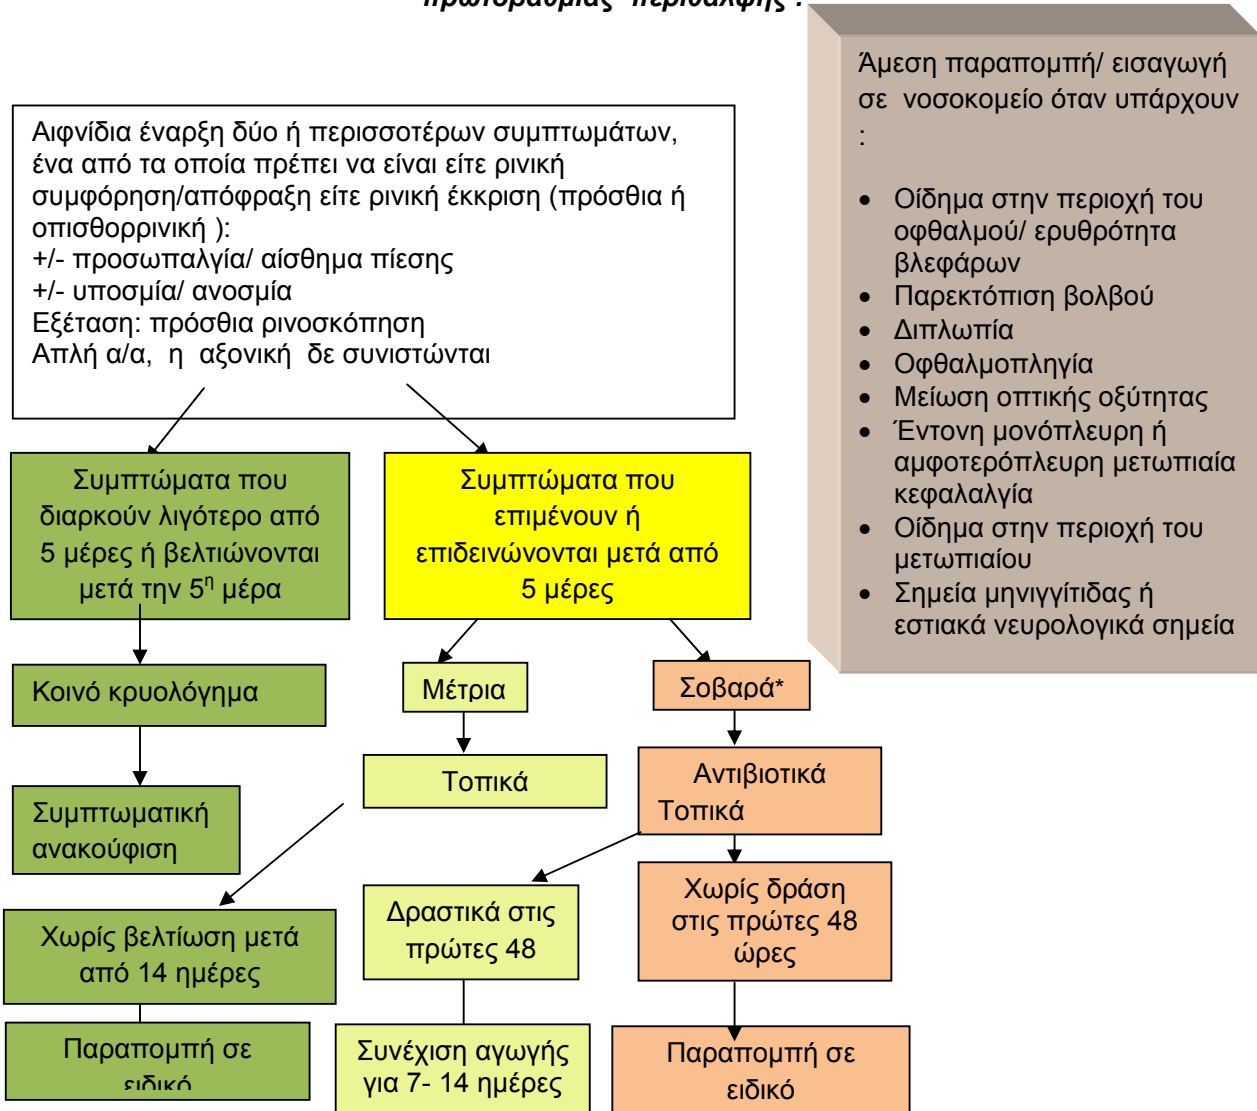 πρωτοβάθμιας περίθαλψης :
Άμεση παραπομπή/ εισαγωγή
σε νοσοκομείο όταν υπάρχουν
:
• Οίδημα στην περιοχή του
οφθαλμού/ ερυθρότητα
βλεφάρων
• Παρεκτόπιση βολβού
• Διπλωπία
• Οφθαλμοπληγία
• Μείωση οπτικής οξύτητας
• Έντονη μονόπλευρη ή
αμφοτερόπλευρη μετωπιαία
κεφαλαλγία
• Οίδημα στην περιοχή του
μετωπιαίου
• Σημεία μηνιγγίτιδας ή
εστιακά νευρολογικά σημεία
Αιφνίδια έναρξη δύο ή περισσοτέρων συμπτωμάτων,
ένα από τα οποία πρέπει να είναι είτε ρινική
συμφόρηση/απόφραξη είτε ρινική έκκριση (πρόσθια ή
οπισθορρινική ):
+/- προσωπαλγία/ αίσθημα πίεσης
+/- υποσμία/ ανοσμία
Εξέταση: πρόσθια ρινοσκόπηση
Απλή α/α, η αξονική δε συνιστώνται
Συμπτώματα που
διαρκούν λιγότερο από
5 μέρες ή βελτιώνονται
μετά την 5η μέρα
Συμπτώματα που
επιμένουν ή
επιδεινώνονται μετά από
5 μέρες
Κοινό κρυολόγημα
Μέτρια
Σοβαρά*
Συμπτωματική
ανακούφιση
Τοπικά
Αντιβιοτικά
Τοπικά
Χωρίς βελτίωση μετά
από 14 ημέρες
Δραστικά στις
πρώτες 48
Χωρίς δράση
στις πρώτες 48
ώρες
Παραπομπή σε
ειδικό
Συνέχιση αγωγής
για 7- 14 ημέρες
Παραπομπή σε
ειδικό